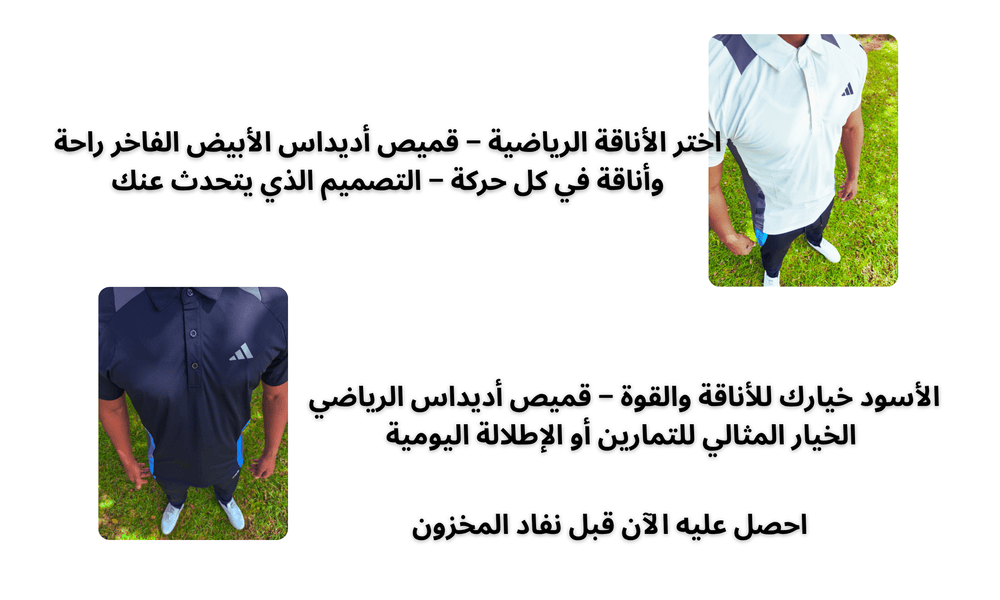 اختر الأناقة الرياضية – قميص أديداس الأبيض الفاخر راحة
وأناقة في كل حركة – التصميم الذي يتحدث عنك
الأسود خيارك للأناقة والقوة – قميص أديداس الرياضي
الخيار المثالي للتمارين أو الإطلالة اليومية
احصل عليه الآن قبل نفاد المخزون